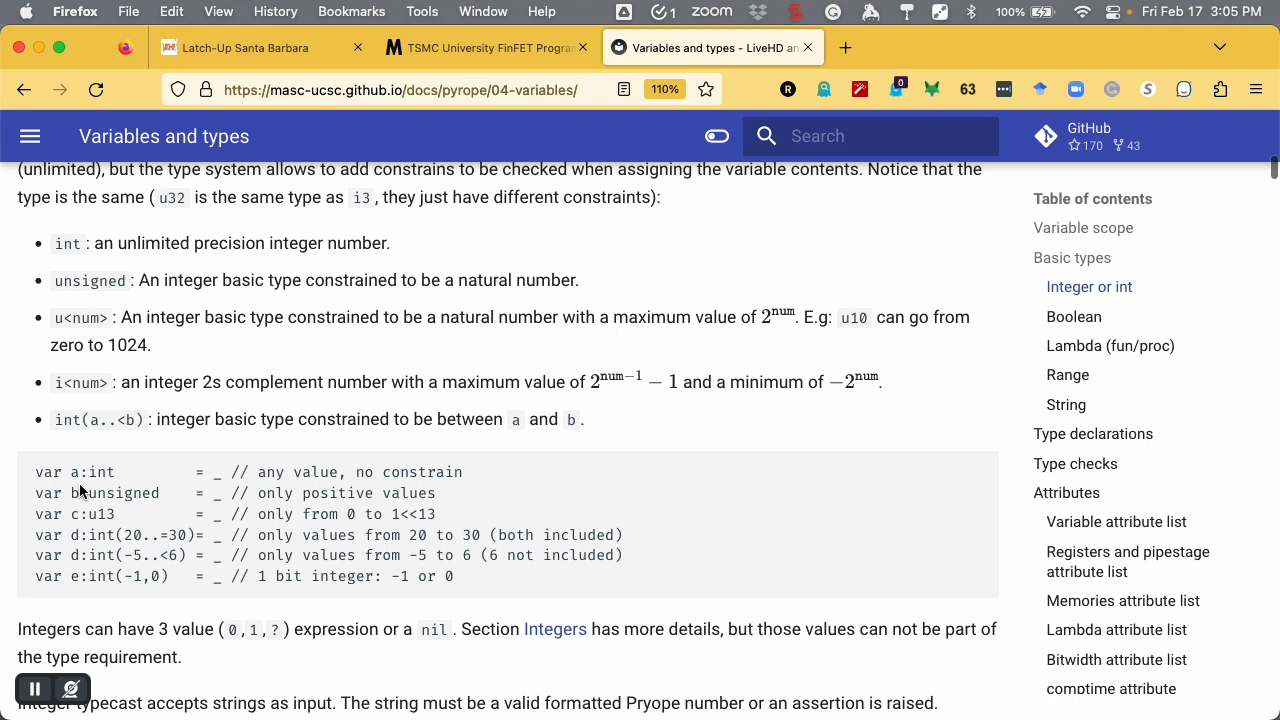 Firefox File Edit View History Bookmarks Tools Window Help 1 zoom 100% Fri Feb 17 3:05 PM
Latch-Up Santa Barbara
TSMC University FinFET Progra
Variables and types - LiveHD an
https://masc-ucsc.github.io/docs/pyrope/04-variables/
110%
0
63
Variables and types
Search
GitHub
170 43
(unlimited), but the type system allows to add constrains to be checked when assigning the variable contents. Notice that the
type is the same ( u32 is the same type as i3 , they just have different constraints):
int : an unlimited precision integer number.
unsigned : An integer basic type constrained to be a natural number.
u<num> : An integer basic type constrained to be a natural number with a maximum value of 2^num. E.g: u10 can go from
zero to 1024.
i<num> : an integer 2s complement number with a maximum value of 2^num−1 − 1 and a minimum of −2^num.
int(a..<b) : integer basic type constrained to be between a and b .
var a:int = _ // any value, no constrain
var b:unsigned = _ // only positive values
var c:u13 = _ // only from 0 to 1<<13
var d:int(20..=30)= _ // only values from 20 to 30 (both included)
var d:int(-5..<6) = _ // only values from -5 to 6 (6 not included)
var e:int(-1,0) = _ // 1 bit integer: -1 or 0
Integers can have 3 value ( 0,1,? ) expression or a nil . Section Integers has more details, but those values can not be part of
the type requirement.
Integer typecast accepts strings as input. The string must be a valid formatted Pryope number or an assertion is raised.
Table of contents
Variable scope
Basic types
Integer or int
Boolean
Lambda (fun/proc)
Range
String
Type declarations
Type checks
Attributes
Variable attribute list
Registers and pipestage
attribute list
Memories attribute list
Lambda attribute list
Bitwidth attribute list
comptime attribute